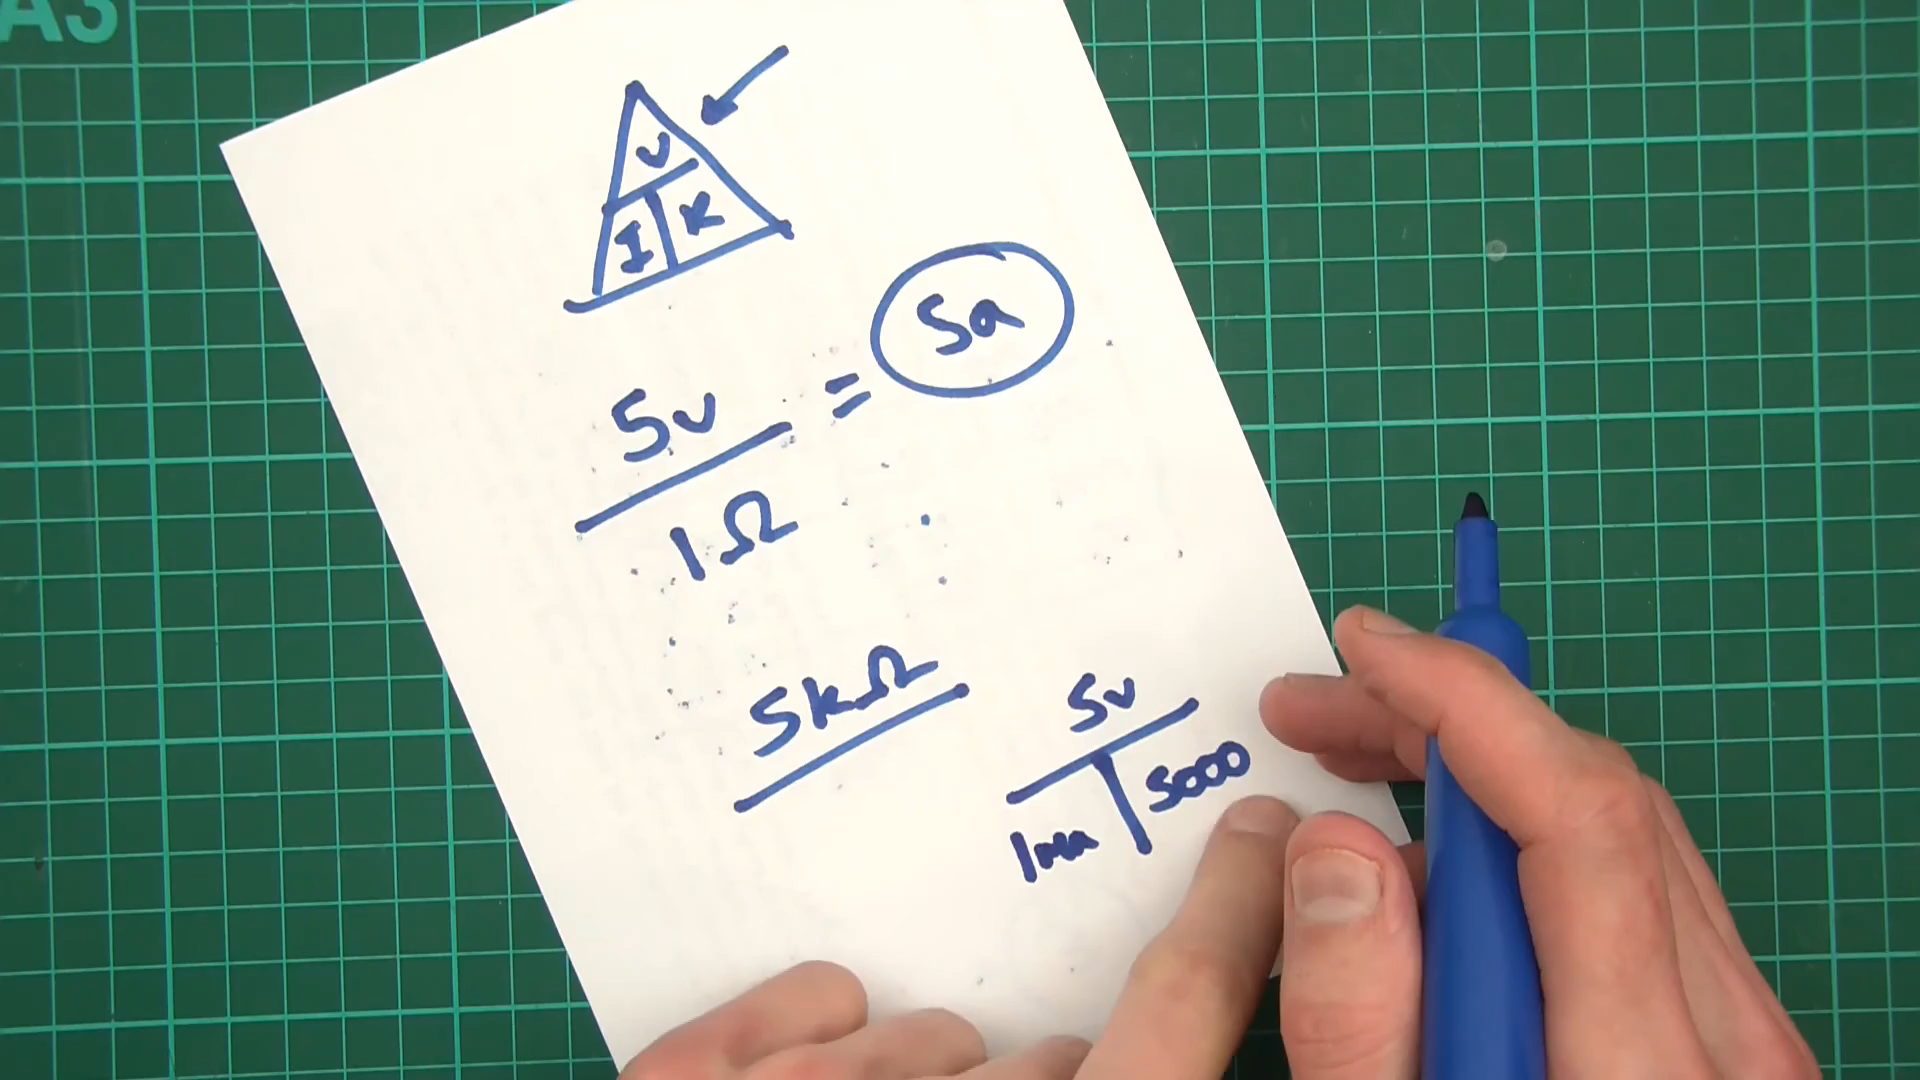 A3
V
I R
5v
1Ω
= 5a
5kΩ
5v
1ma 5000